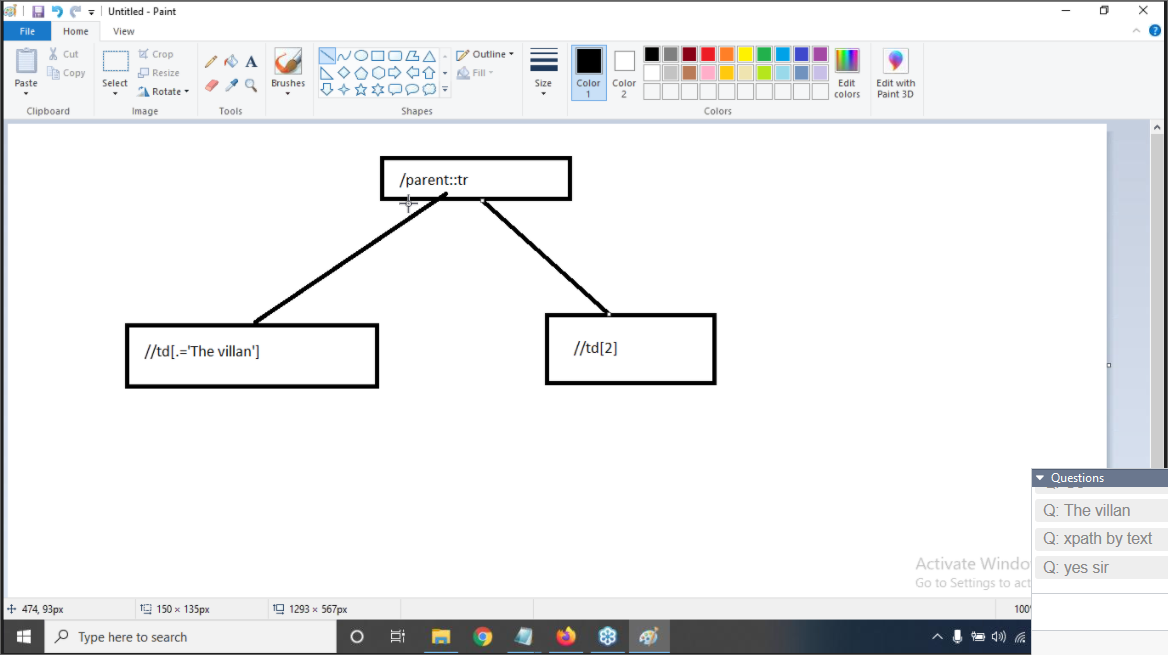 Untitled - Paint
File Home View
Paste
Cut
Copy
Clipboard
Select
Crop
Resize
Rotate
Image
A
Tools
Brushes
Shapes
Outline
Fill
Size
Color 1
Color 2
Colors
Edit colors
Edit with Paint 3D
/parent::tr
//td[.='The villan']
//td[2]
Questions
Q: The villan
Q: xpath by text
Q: yes sir
Activate Windo
Go to Settings to act
474, 93px
150 × 135px
1293 × 567px
100%
Type here to search